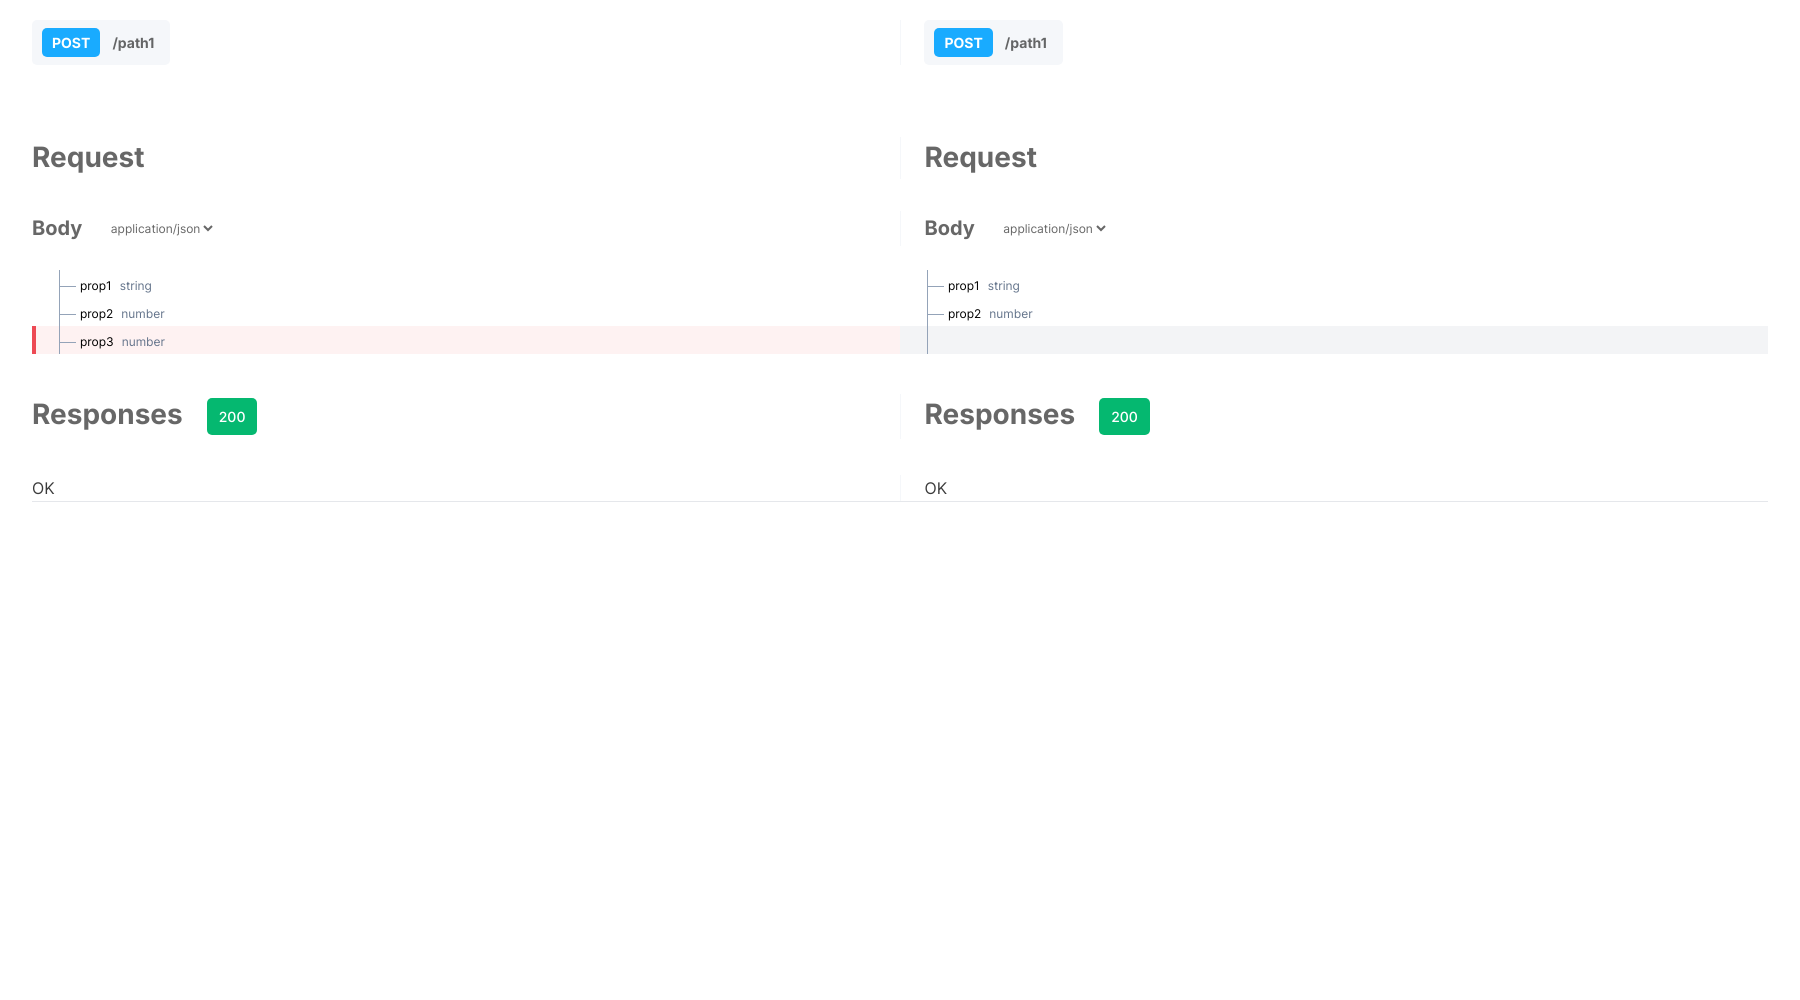 POST /path1 POST /path1
Request Request
Body application/json Body application/json
prop1 string prop1 string
prop2 number prop2 number
prop3 number
Responses 200 Responses 200
OK OK